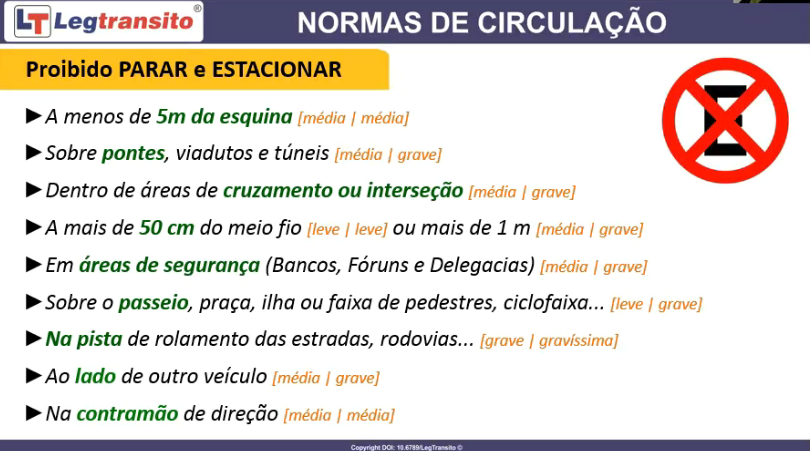 LT Legtransito®
NORMAS DE CIRCULAÇÃO
Proibido PARAR e ESTACIONAR
►A menos de 5m da esquina [média | média]
►Sobre pontes, viadutos e túneis [média | grave]
►Dentro de áreas de cruzamento ou interseção [média | grave]
►A mais de 50 cm do meio fio [leve | leve] ou mais de 1 m [média | grave]
►Em áreas de segurança (Bancos, Fóruns e Delegacias) [média | grave]
►Sobre o passeio, praça, ilha ou faixa de pedestres, ciclofaixa... [leve | grave]
►Na pista de rolamento das estradas, rodovias... [grave | gravíssima]
►Ao lado de outro veículo [média | grave]
►Na contramão de direção [média | média]
E
Copyright DOI: 10.6789/LegTransito ©